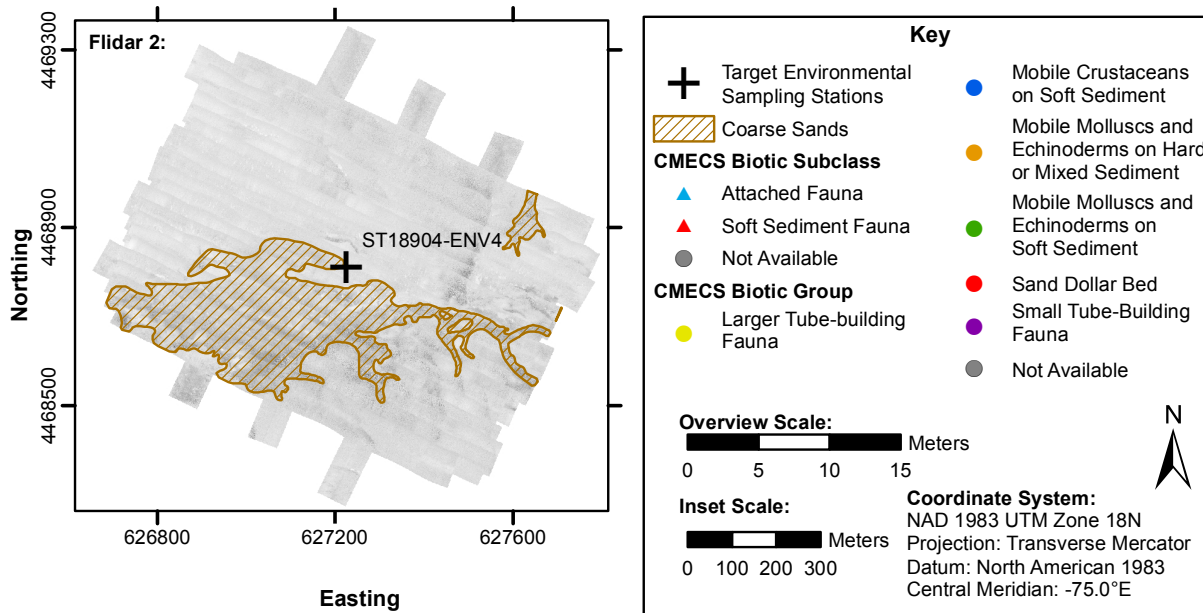 Flidar 2:
4469300
4468900
4468500
Northing
ST18904-ENV4
626800
627200
627600
Easting
Key
Target Environmental
Sampling Stations
Coarse Sands
CMECS Biotic Subclass
Attached Fauna
Soft Sediment Fauna
Not Available
CMECS Biotic Group
Larger Tube-building
Fauna
Mobile Crustaceans
on Soft Sediment
Mobile Molluscs and
Echinoderms on Hard
or Mixed Sediment
Mobile Molluscs and
Echinoderms on
Soft Sediment
Sand Dollar Bed
Small Tube-Building
Fauna
Not Available
Overview Scale:
Meters
0 5 10 15
Inset Scale:
Meters
0 100 200 300
N
Coordinate System:
NAD 1983 UTM Zone 18N
Projection: Transverse Mercator
Datum: North American 1983
Central Meridian: -75.0°E